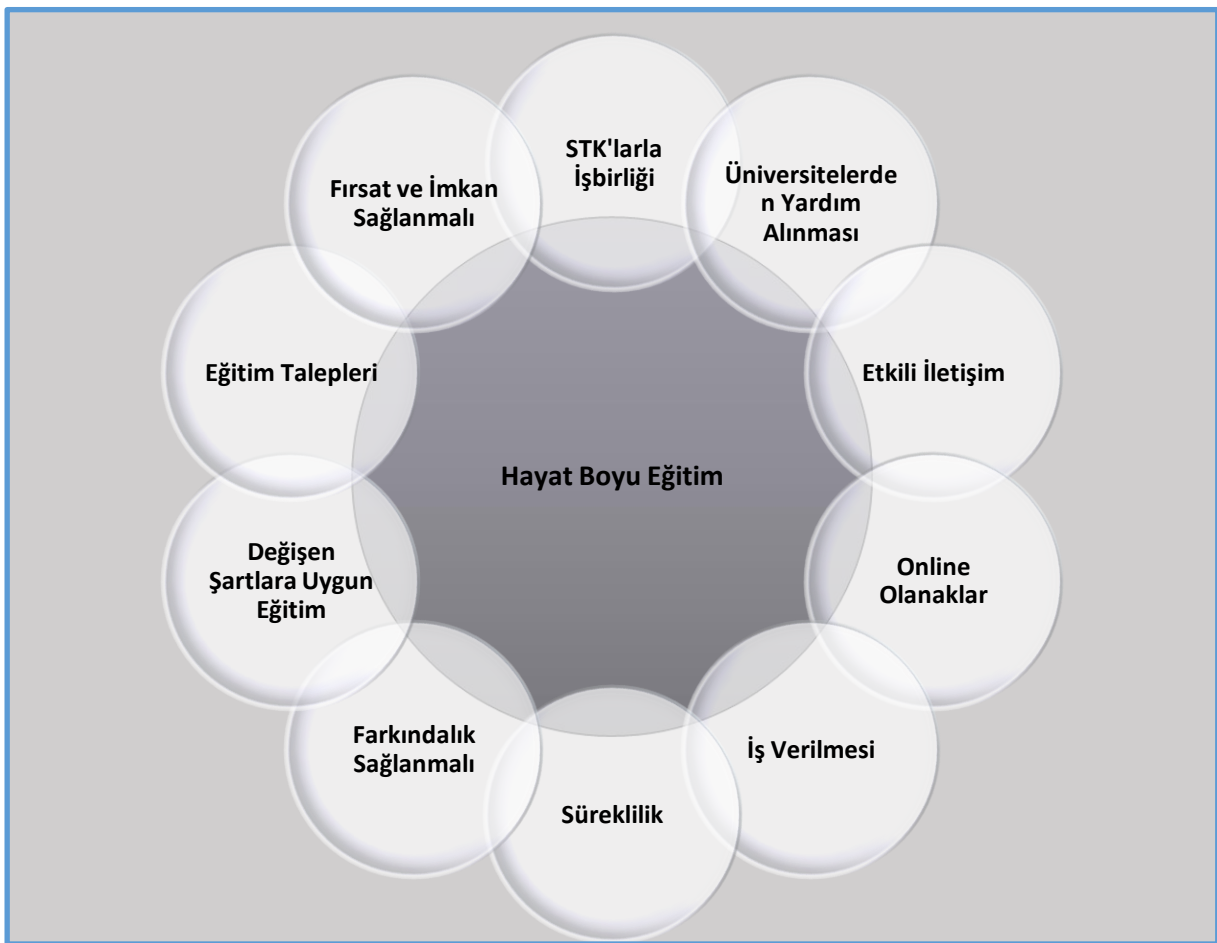 STK'larla
İşbirliği
Üniversitelerde
n Yardım
Alınması
Etkili İletişim
Online
Olanaklar
İş Verilmesi
Süreklilik
Farkındalık
Sağlanmalı
Değişen
Şartlara Uygun
Eğitim
Eğitim Talepleri
Fırsat ve İmkan
Sağlanmalı
Hayat Boyu Eğitim